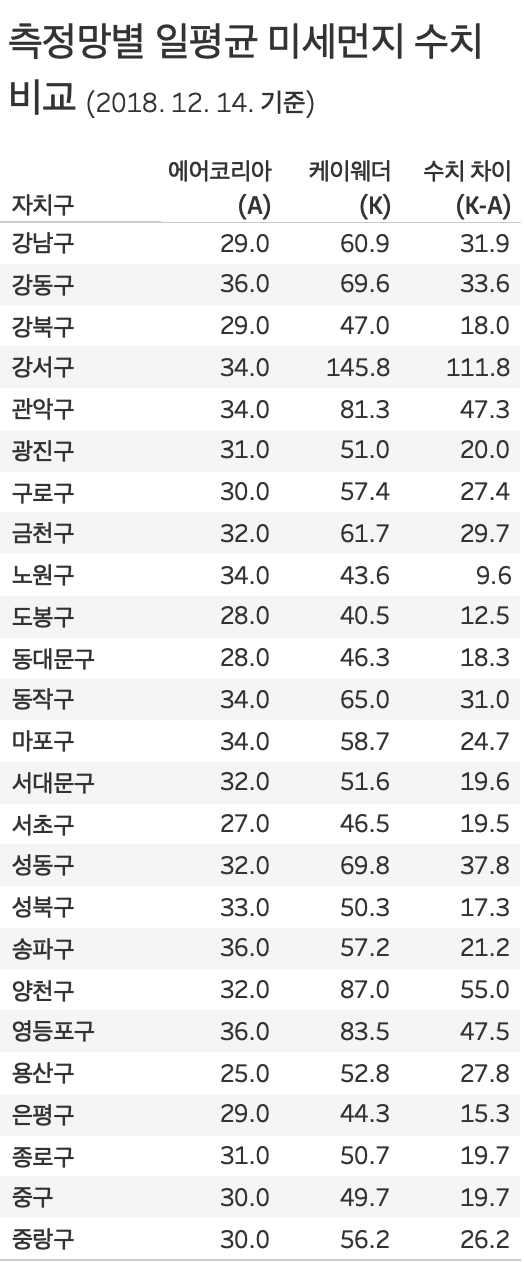 측정망별 일평균 미세먼지 수치
비교 (2018. 12. 14. 기준)
에어코리아 케이웨더 수치 차이
자치구 (A) (K) (K-A)
강남구 29.0 60.9 31.9
강동구 36.0 69.6 33.6
강북구 29.0 47.0 18.0
강서구 34.0 145.8 111.8
관악구 34.0 81.3 47.3
광진구 31.0 51.0 20.0
구로구 30.0 57.4 27.4
금천구 32.0 61.7 29.7
노원구 34.0 43.6 9.6
도봉구 28.0 40.5 12.5
동대문구 28.0 46.3 18.3
동작구 34.0 65.0 31.0
마포구 34.0 58.7 24.7
서대문구 32.0 51.6 19.6
서초구 27.0 46.5 19.5
성동구 32.0 69.8 37.8
성북구 33.0 50.3 17.3
송파구 36.0 57.2 21.2
양천구 32.0 87.0 55.0
영등포구 36.0 83.5 47.5
용산구 25.0 52.8 27.8
은평구 29.0 44.3 15.3
종로구 31.0 50.7 19.7
중구 30.0 49.7 19.7
중랑구 30.0 56.2 26.2